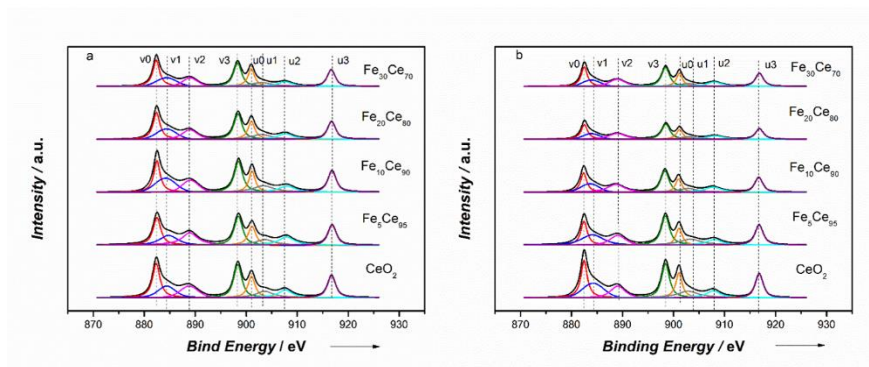 a
v0 v1 v2 v3 u0 u1 u2 u3
Fe30Ce70
Fe20Ce80
Fe10Ce90
Fe5Ce95
CeO2
Intensity / a.u.
870 880 890 900 910 920 930
Bind Energy / eV
b
v0 v1 v2 v3 u0 u1 u2 u3
Fe30Ce70
Fe20Ce80
Fe10Ce90
Fe5Ce95
CeO2
Intensity / a.u.
870 880 890 900 910 920 930
Binding Energy / eV